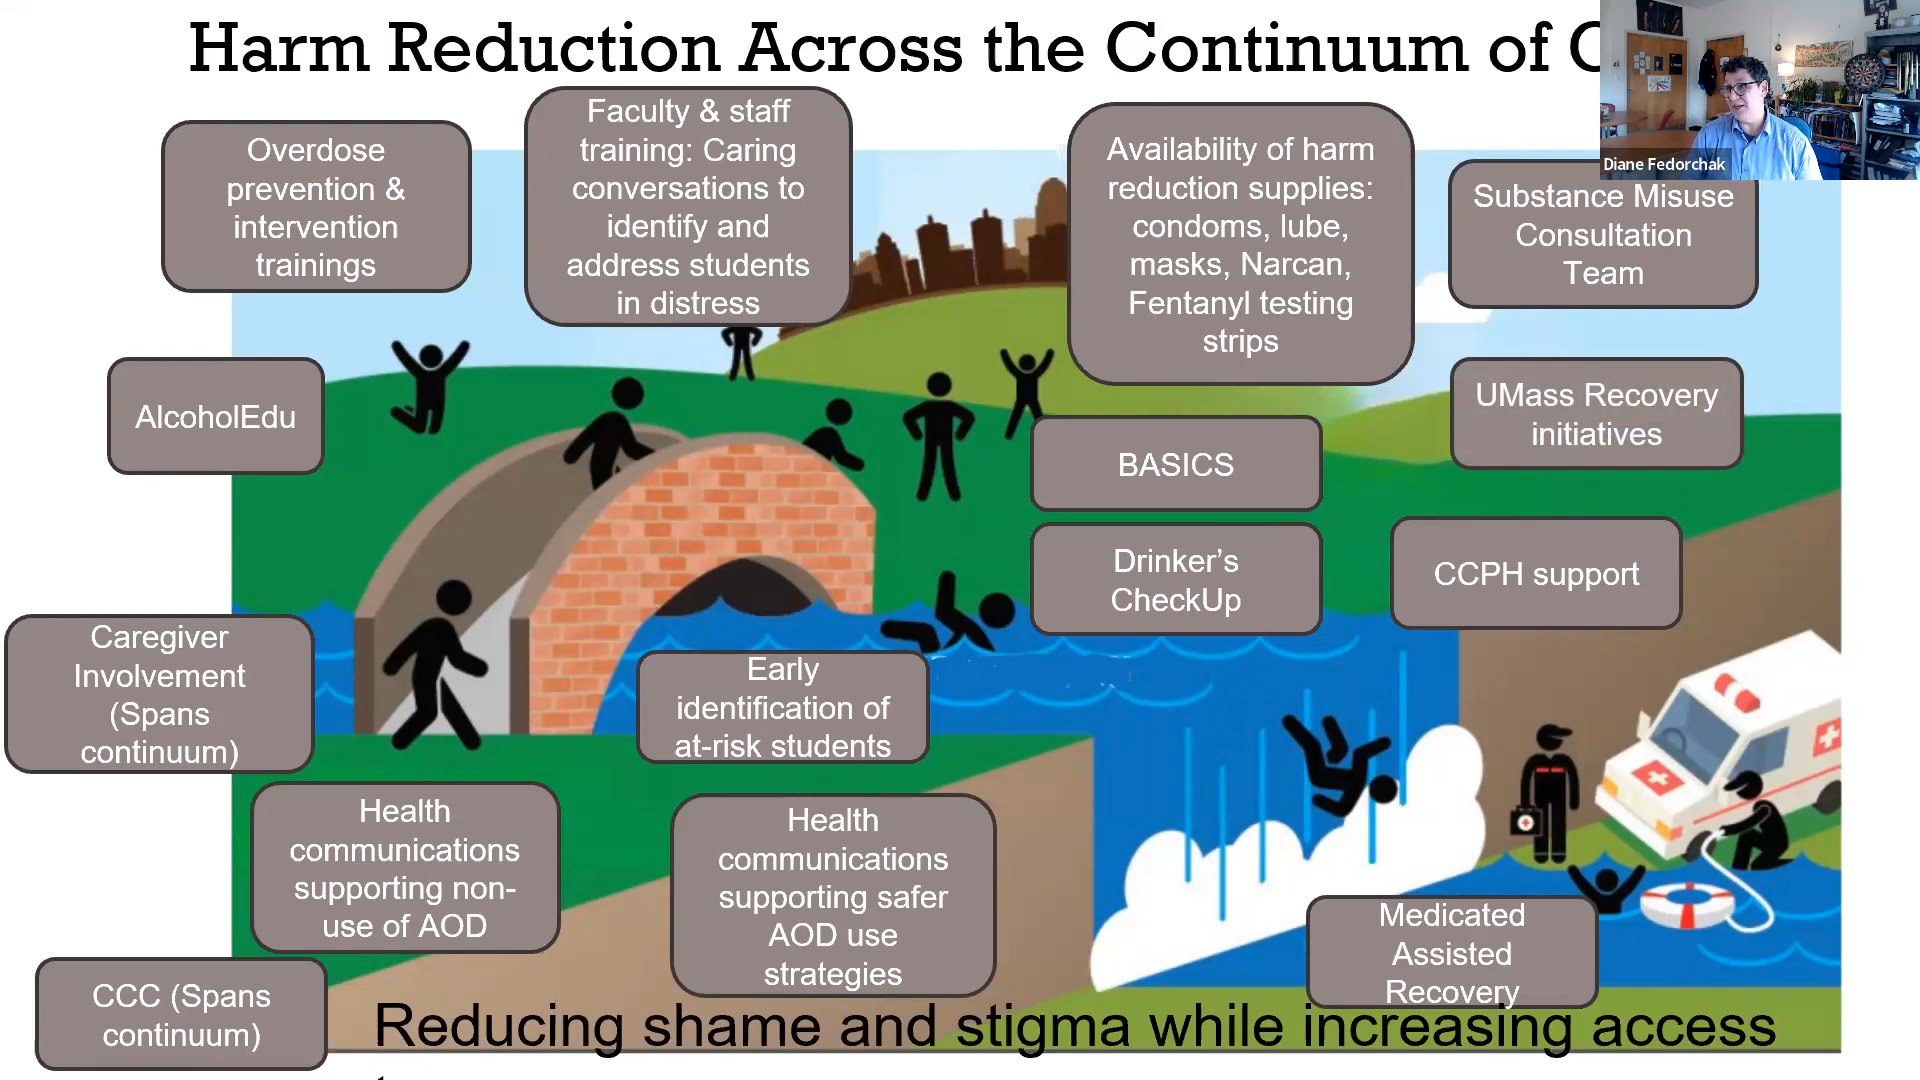 Harm Reduction Across the Continuum of
Diane Fedorchak
Overdose
prevention &
intervention
trainings
Faculty & staff
training: Caring
conversations to
identify and
address students
in distress
Availability of harm
reduction supplies:
condoms, lube,
masks, Narcan,
Fentanyl testing
strips
Substance Misuse
Consultation
Team
AlcoholEdu
UMass Recovery
initiatives
BASICS
Drinker’s
CheckUp
CCPH support
Caregiver
Involvement
(Spans
continuum)
Early
identification of
at-risk students
Health
communications
supporting non-
use of AOD
Health
communications
supporting safer
AOD use
strategies
Medicated
Assisted
Recovery
CCC (Spans
continuum)
Reducing shame and stigma while increasing access